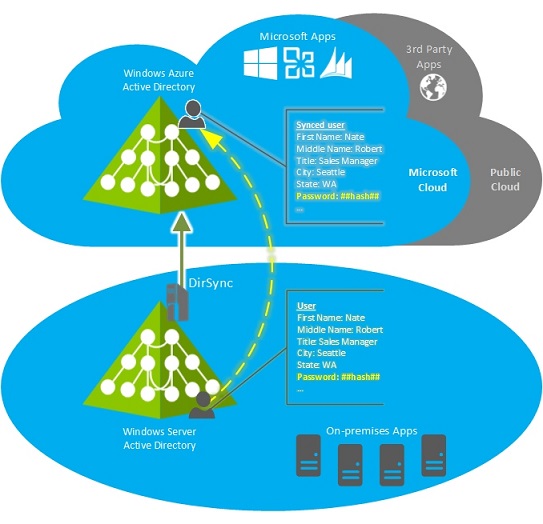 Microsoft Apps
3rd Party
Apps
Windows Azure
Active Directory
Synced user
First Name: Nate
Middle Name: Robert
Title: Sales Manager
City: Seattle
State: WA
Password: ##hash##
...
Microsoft
Cloud
Public
Cloud
DirSync
User
First Name: Nate
Middle Name: Robert
Title: Sales Manager
City: Seattle
State: WA
Password: ##hash##
...
Windows Server
Active Directory
On-premises Apps